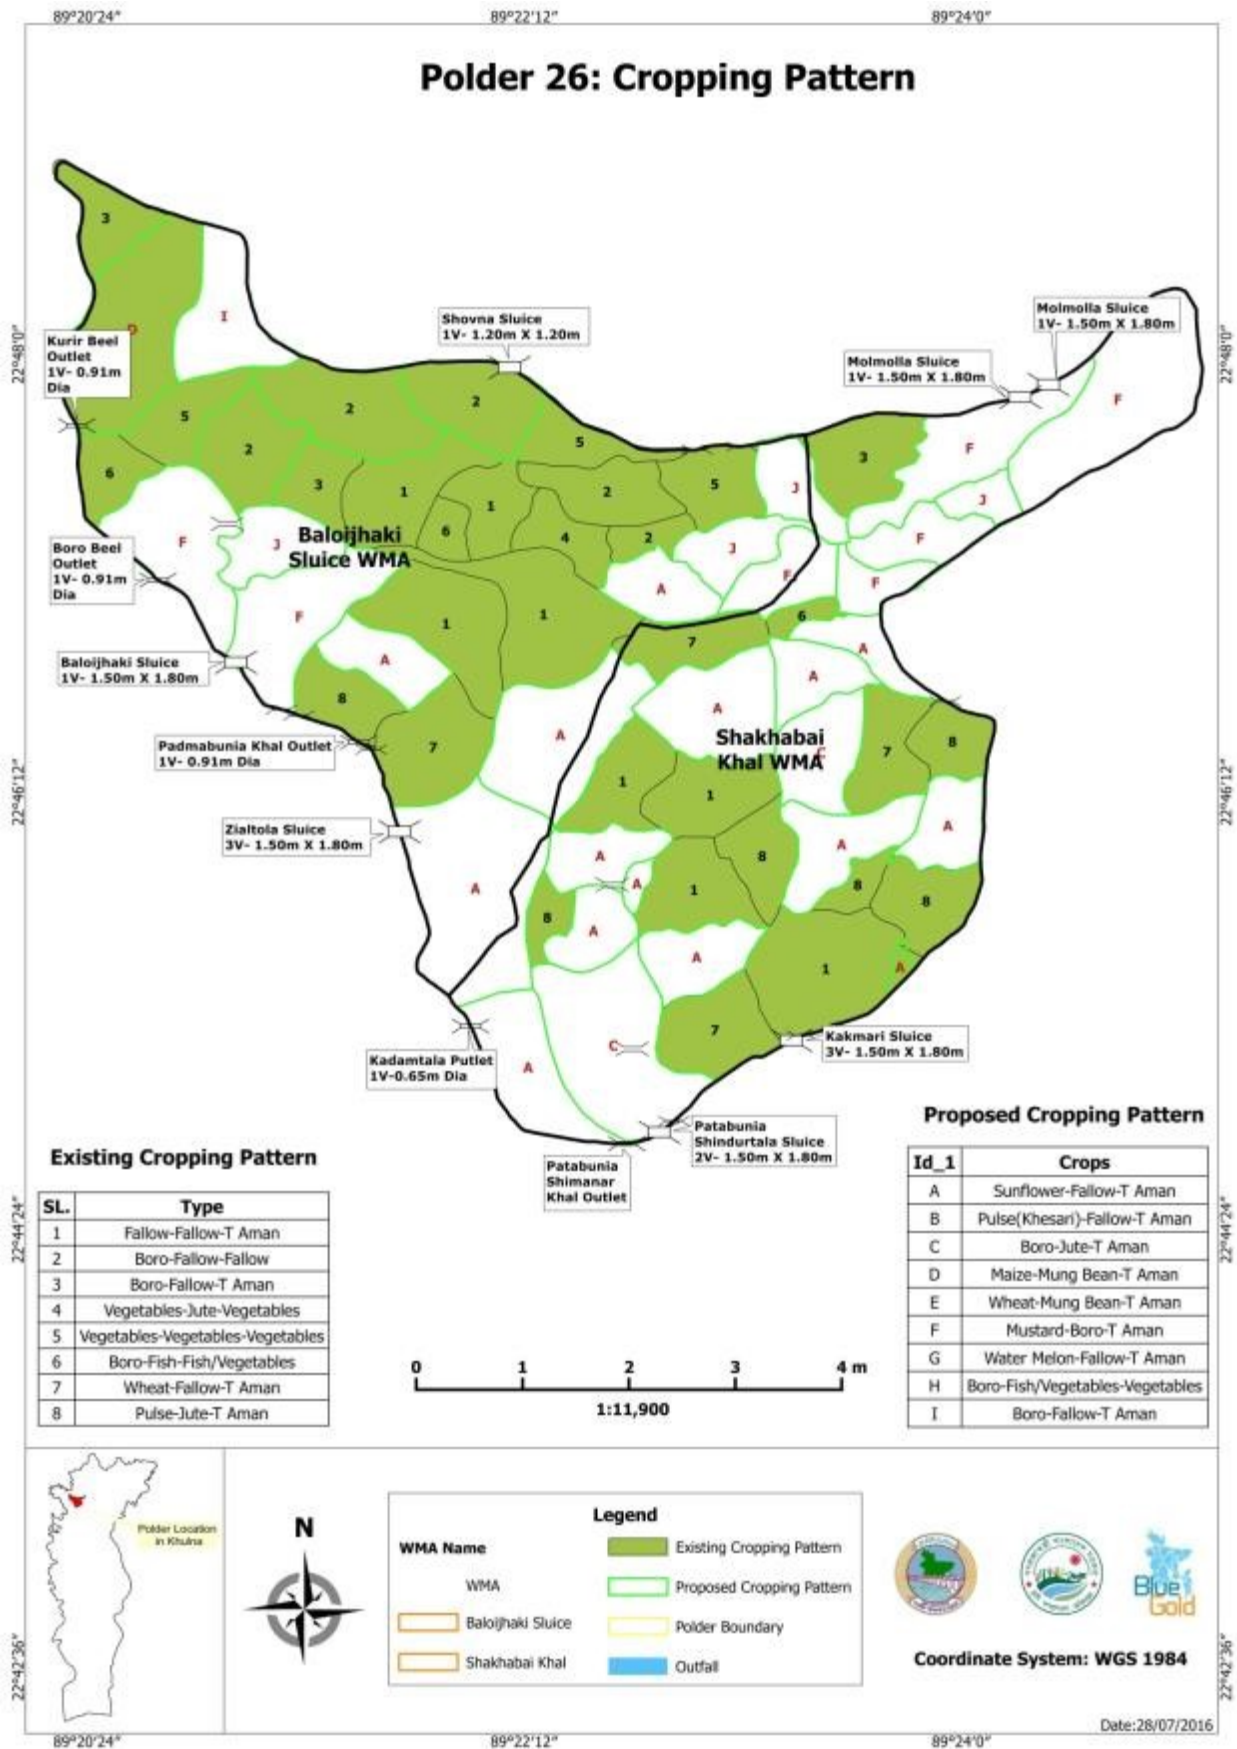 89°20'24"
89°22'12"
89°24'0"
Polder 26: Cropping Pattern
3
D
I
22°48'0"
22°48'0"
Kurir Beel
Outlet
1V- 0.91m
Dia
Shovna Sluice
1V- 1.20m X 1.20m
Molmolla Sluice
1V- 1.50m X 1.80m
Molmolla Sluice
1V- 1.50m X 1.80m
F
2
2
5
5
2
3
F
6
3
1
1
2
5
J
J
F
J
6
4
2
J
F
Baloijhaki
Sluice WMA
Boro Beel
Outlet
1V- 0.91m
Dia
A
F
F
F
1
1
6
7
A
A
A
Baloijhaki Sluice
1V- 1.50m X 1.80m
8
A
A
Shakhabai
Khal WMA
C
7
8
Padmabunia Khal Outlet
1V- 0.91m Dia
7
1
1
22°46'12"
22°46'12"
Zialtola Sluice
3V- 1.50m X 1.80m
A
A
A
8
A
A
1
8
8
8
A
A
1
A
7
C
A
Kakmari Sluice
3V- 1.50m X 1.80m
Kadamtala Putlet
1V-0.65m Dia
Patabunia
Shindurtala Sluice
2V- 1.50m X 1.80m
Patabunia
Shimanar
Khal Outlet
Existing Cropping Pattern
SL. Type
1 Fallow-Fallow-T Aman
2 Boro-Fallow-Fallow
3 Boro-Fallow-T Aman
4 Vegetables-Jute-Vegetables
5 Vegetables-Vegetables-Vegetables
6 Boro-Fish-Fish/Vegetables
7 Wheat-Fallow-T Aman
8 Pulse-Jute-T Aman
Proposed Cropping Pattern
Id_1 Crops
A Sunflower-Fallow-T Aman
B Pulse(Khesari)-Fallow-T Aman
C Boro-Jute-T Aman
D Maize-Mung Bean-T Aman
E Wheat-Mung Bean-T Aman
F Mustard-Boro-T Aman
G Water Melon-Fallow-T Aman
H Boro-Fish/Vegetables-Vegetables
I Boro-Fallow-T Aman
22°44'24"
22°44'24"
0 1 2 3 4 m
1:11,900
Polder Location
in Khulna
N
Legend
WMA Name
WMA
Baloijhaki Sluice
Shakhabai Khal
Existing Cropping Pattern
Proposed Cropping Pattern
Polder Boundary
Outfall
Blue
Gold
Coordinate System: WGS 1984
22°42'36"
22°42'36"
Date:28/07/2016
89°20'24"
89°22'12"
89°24'0"